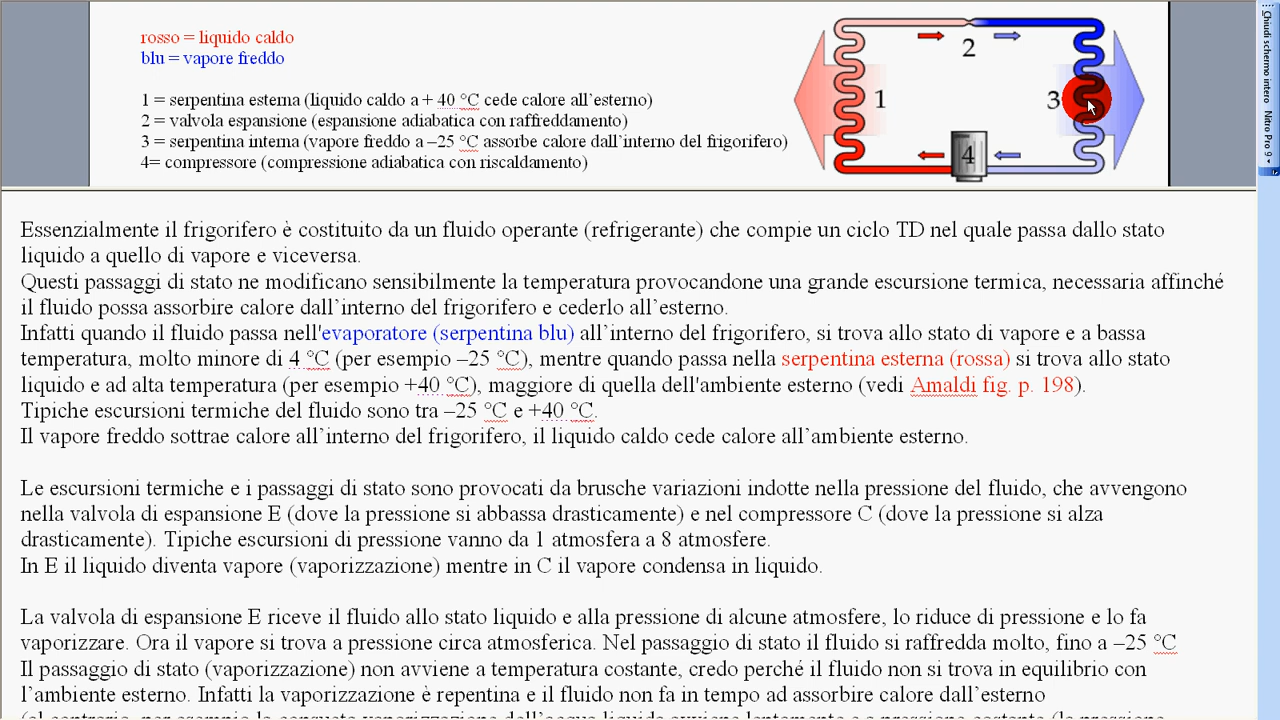 rosso = liquido caldo
blu = vapore freddo
1 = serpentina esterna (liquido caldo a + 40 °C cede calore all’esterno)
2 = valvola espansione (espansione adiabatica con raffreddamento)
3 = serpentina interna (vapore freddo a –25 °C assorbe calore dall’interno del frigorifero)
4= compressore (compressione adiabatica con riscaldamento)
2
1
3
4
Chiudi schermo intero - Nitro Pro 9
Essenzialmente il frigorifero è costituito da un fluido operante (refrigerante) che compie un ciclo TD nel quale passa dallo stato
liquido a quello di vapore e viceversa.
Questi passaggi di stato ne modificano sensibilmente la temperatura provocandone una grande escursione termica, necessaria affinché
il fluido possa assorbire calore dall’interno del frigorifero e cederlo all’esterno.
Infatti quando il fluido passa nell'evaporatore (serpentina blu) all’interno del frigorifero, si trova allo stato di vapore e a bassa
temperatura, molto minore di 4 °C (per esempio –25 °C), mentre quando passa nella serpentina esterna (rossa) si trova allo stato
liquido e ad alta temperatura (per esempio +40 °C), maggiore di quella dell'ambiente esterno (vedi Amaldi fig. p. 198).
Tipiche escursioni termiche del fluido sono tra –25 °C e +40 °C.
Il vapore freddo sottrae calore all’interno del frigorifero, il liquido caldo cede calore all’ambiente esterno.
Le escursioni termiche e i passaggi di stato sono provocati da brusche variazioni indotte nella pressione del fluido, che avvengono
nella valvola di espansione E (dove la pressione si abbassa drasticamente) e nel compressore C (dove la pressione si alza
drasticamente). Tipiche escursioni di pressione vanno da 1 atmosfera a 8 atmosfere.
In E il liquido diventa vapore (vaporizzazione) mentre in C il vapore condensa in liquido.
La valvola di espansione E riceve il fluido allo stato liquido e alla pressione di alcune atmosfere, lo riduce di pressione e lo fa
vaporizzare. Ora il vapore si trova a pressione circa atmosferica. Nel passaggio di stato il fluido si raffredda molto, fino a –25 °C
Il passaggio di stato (vaporizzazione) non avviene a temperatura costante, credo perché il fluido non si trova in equilibrio con
l’ambiente esterno. Infatti la vaporizzazione è repentina e il fluido non fa in tempo ad assorbire calore dall’esterno